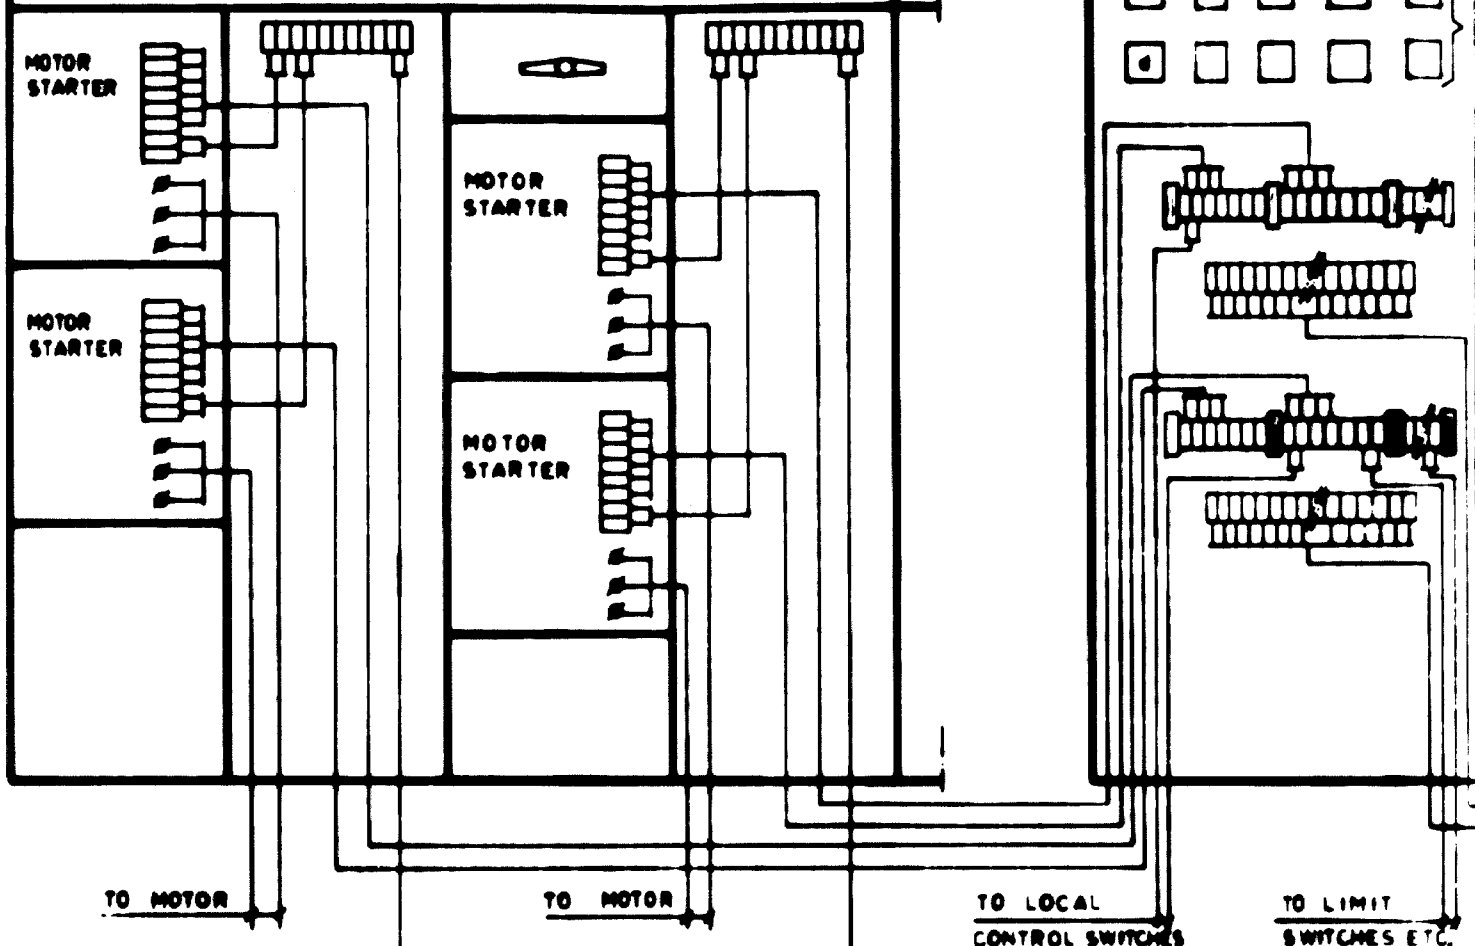 MOTOR
STARTER
MOTOR
STARTER
MOTOR
STARTER
MOTOR
STARTER
TO MOTOR
TO MOTOR
TO LOCAL
CONTROL SWITCHES
TO LIMIT
SWITCHES ETC.